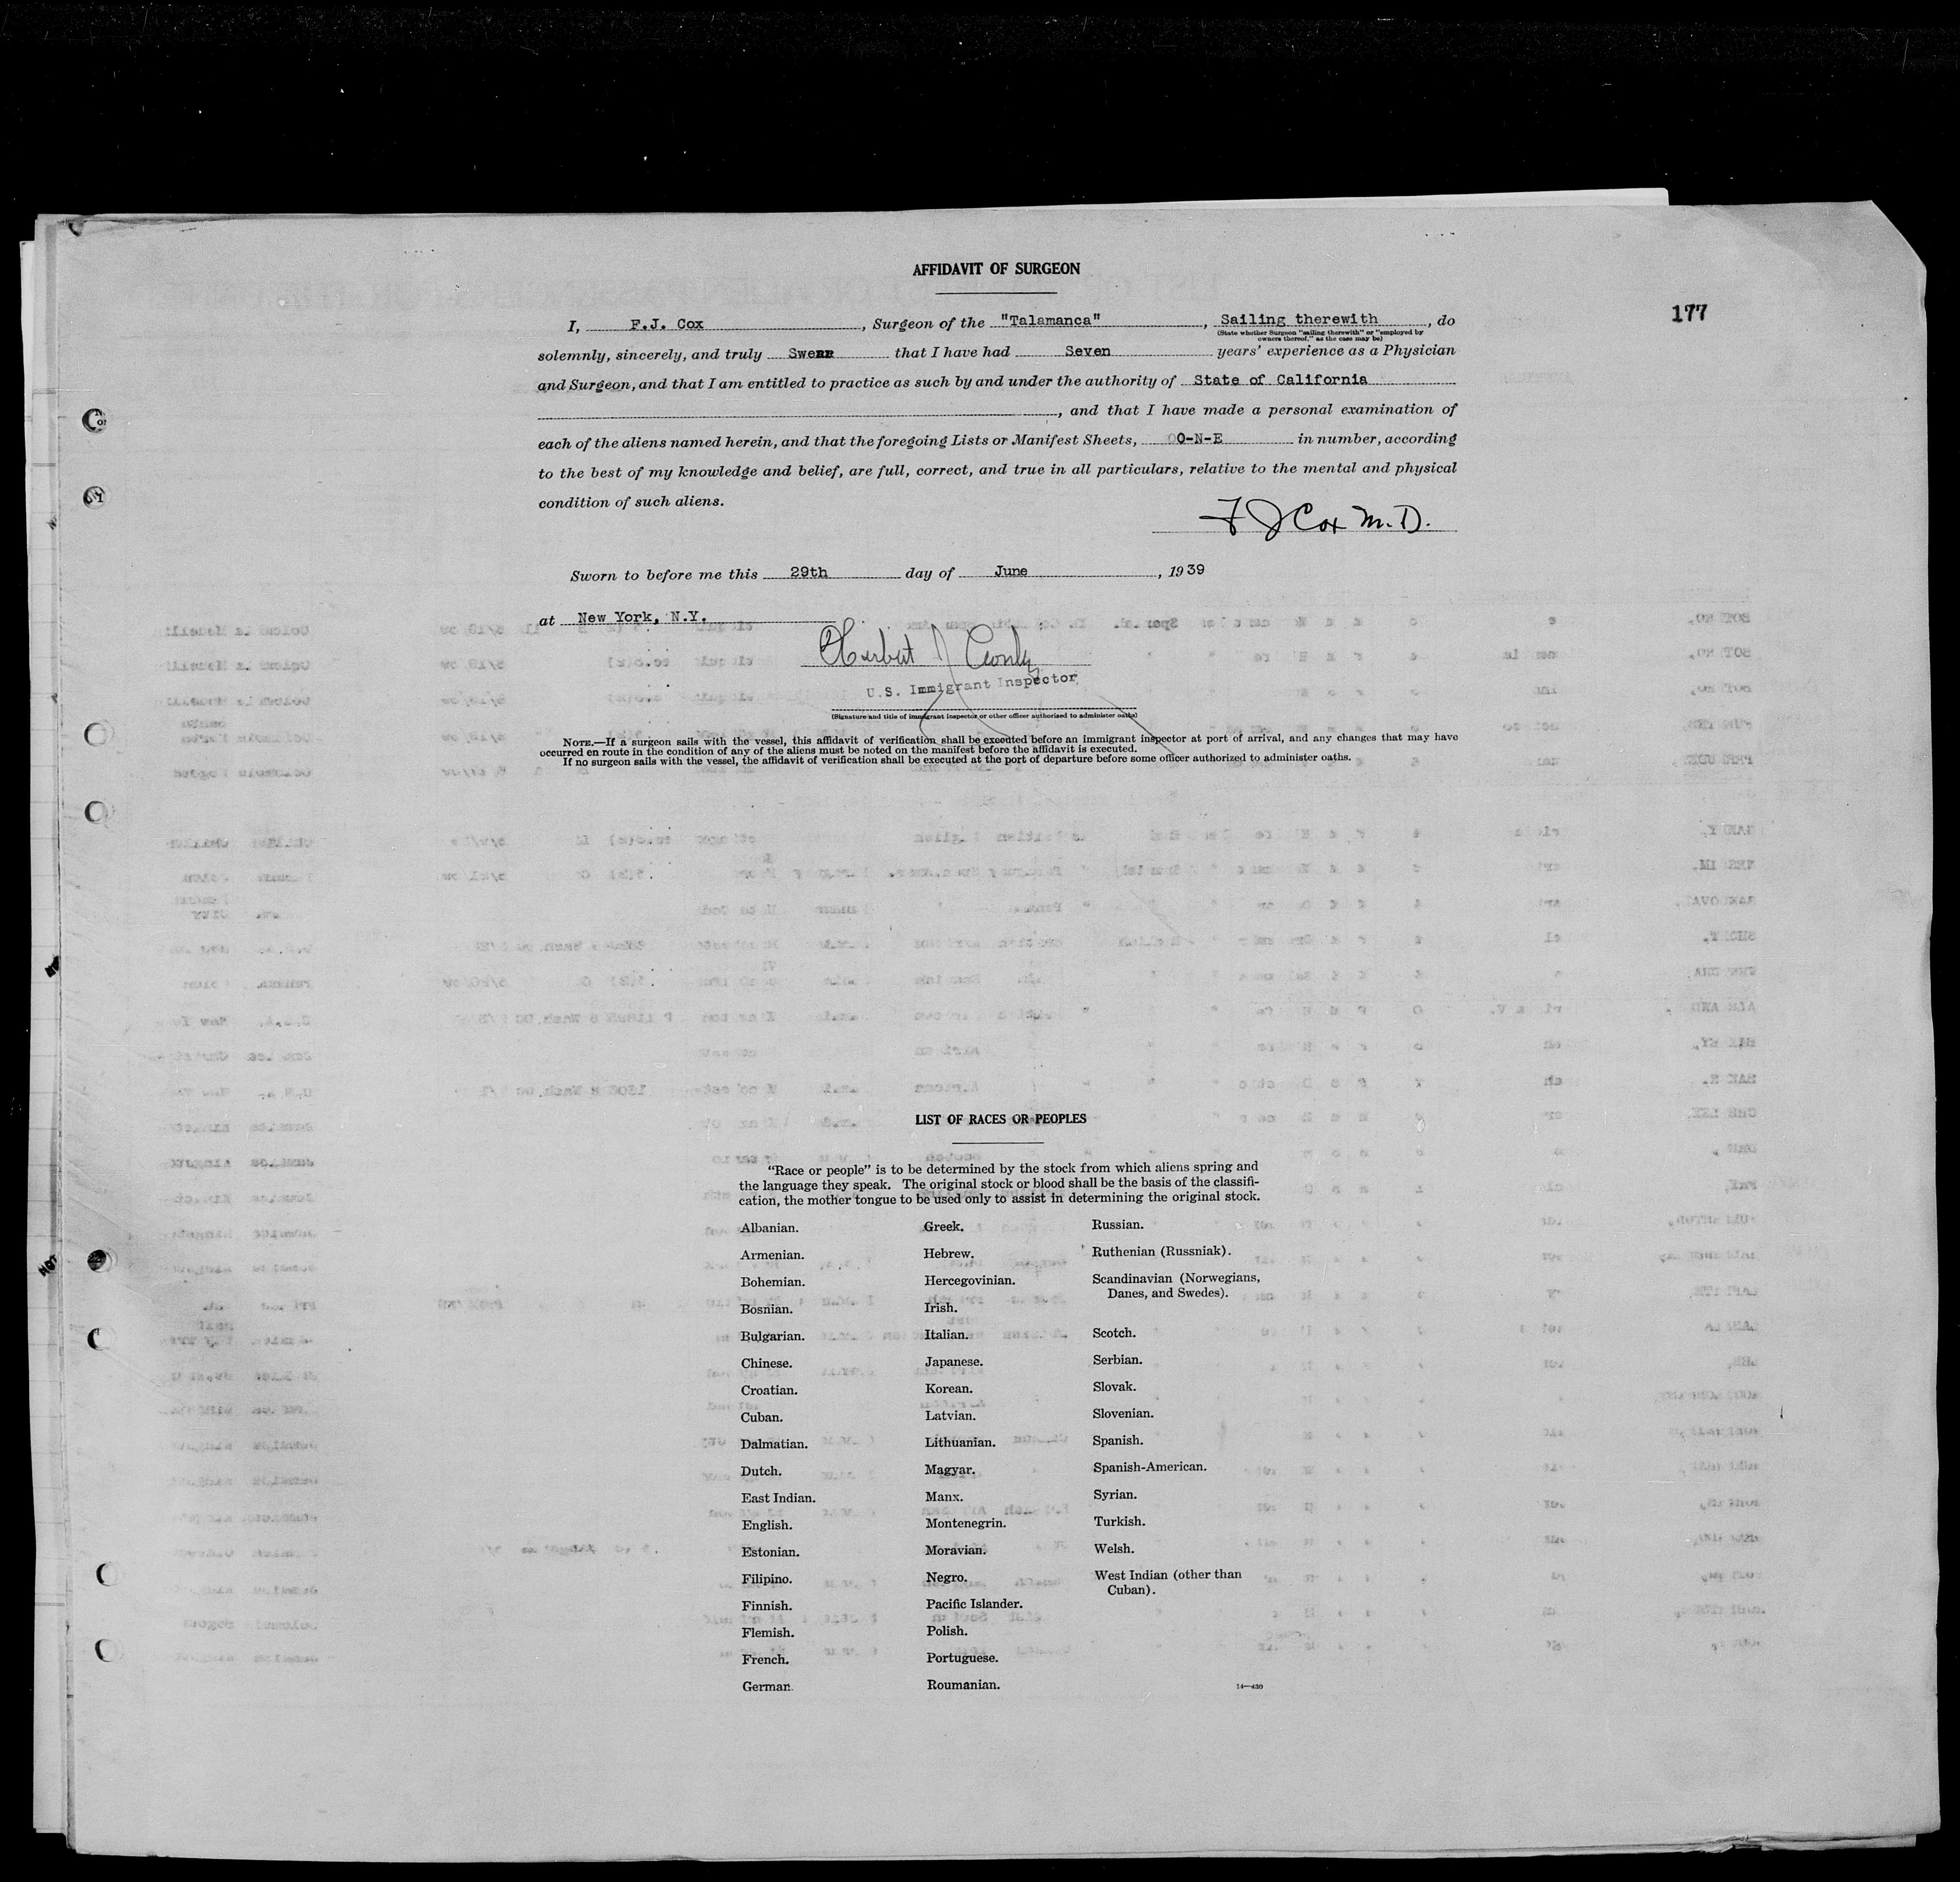 AFFIDAVIT OF SURGEON
177
I, F.J. Cox, Surgeon of the "Talamanca", Sailing therewith, do
(State whether Surgeon "sailing therewith" or "employed by
owners thereof," as the case may be)
solemnly, sincerely, and truly Swear that I have had Seven years' experience as a Physician
and Surgeon, and that I am entitled to practice as such by and under the authority of State of California
, and that I have made a personal examination of
each of the aliens named herein, and that the foregoing Lists or Manifest Sheets, O-N-E in number, according
to the best of my knowledge and belief, are full, correct, and true in all particulars, relative to the mental and physical
condition of such aliens.
F J Cox M.D.
Sworn to before me this 29th day of June, 1939
at New York, N.Y.
Herbert J
U.S. Immigrant Inspector
(Signature and title of immigrant inspector or other officer authorized to administer oaths)
NOTE.—If a surgeon sails with the vessel, this affidavit of verification shall be executed before an immigrant inspector at port of arrival, and any changes that may have
occurred en route in the condition of any of the aliens must be noted on the manifest before the affidavit is executed.
If no surgeon sails with the vessel, the affidavit of verification shall be executed at the port of departure before some officer authorized to administer oaths.
LIST OF RACES OR PEOPLES
"Race or people" is to be determined by the stock from which aliens spring and
the language they speak. The original stock or blood shall be the basis of the classifi-
cation, the mother tongue to be used only to assist in determining the original stock.
Albanian.
Armenian.
Bohemian.
Bosnian.
Bulgarian.
Chinese.
Croatian.
Cuban.
Dalmatian.
Dutch.
East Indian.
English.
Estonian.
Filipino.
Finnish.
Flemish.
French.
German.
Greek.
Hebrew.
Hercegovinian.
Irish.
Italian.
Japanese.
Korean.
Latvian.
Lithuanian.
Magyar.
Manx.
Montenegrin.
Moravian.
Negro.
Pacific Islander.
Polish.
Portuguese.
Roumanian.
Russian.
Ruthenian (Russniak).
Scandinavian (Norwegians,
Danes, and Swedes).
Scotch.
Serbian.
Slovak.
Slovenian.
Spanish.
Spanish-American.
Syrian.
Turkish.
Welsh.
West Indian (other than
Cuban).
14—430